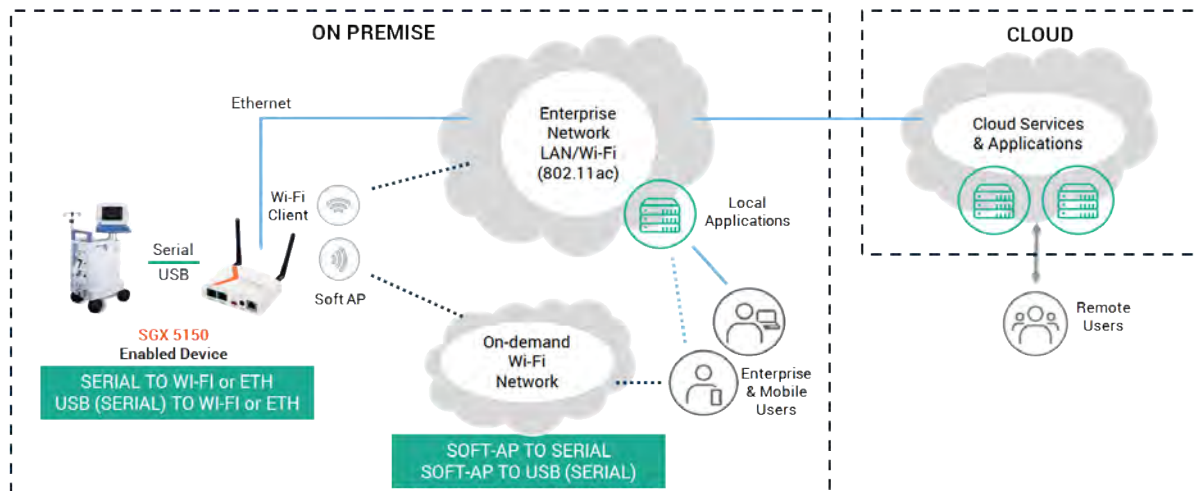 ON PREMISE
CLOUD
Ethernet
Enterprise
Network
LAN/Wi-Fi
(802.11ac)
Cloud Services
& Applications
Wi-Fi
Client
Local
Applications
Serial
USB
Soft AP
SGX 5150
Enabled Device
SERIAL TO WI-FI or ETH
USB (SERIAL) TO WI-FI or ETH
On-demand
Wi-Fi
Network
Enterprise
& Mobile
Users
Remote
Users
SOFT-AP TO SERIAL
SOFT-AP TO USB (SERIAL)